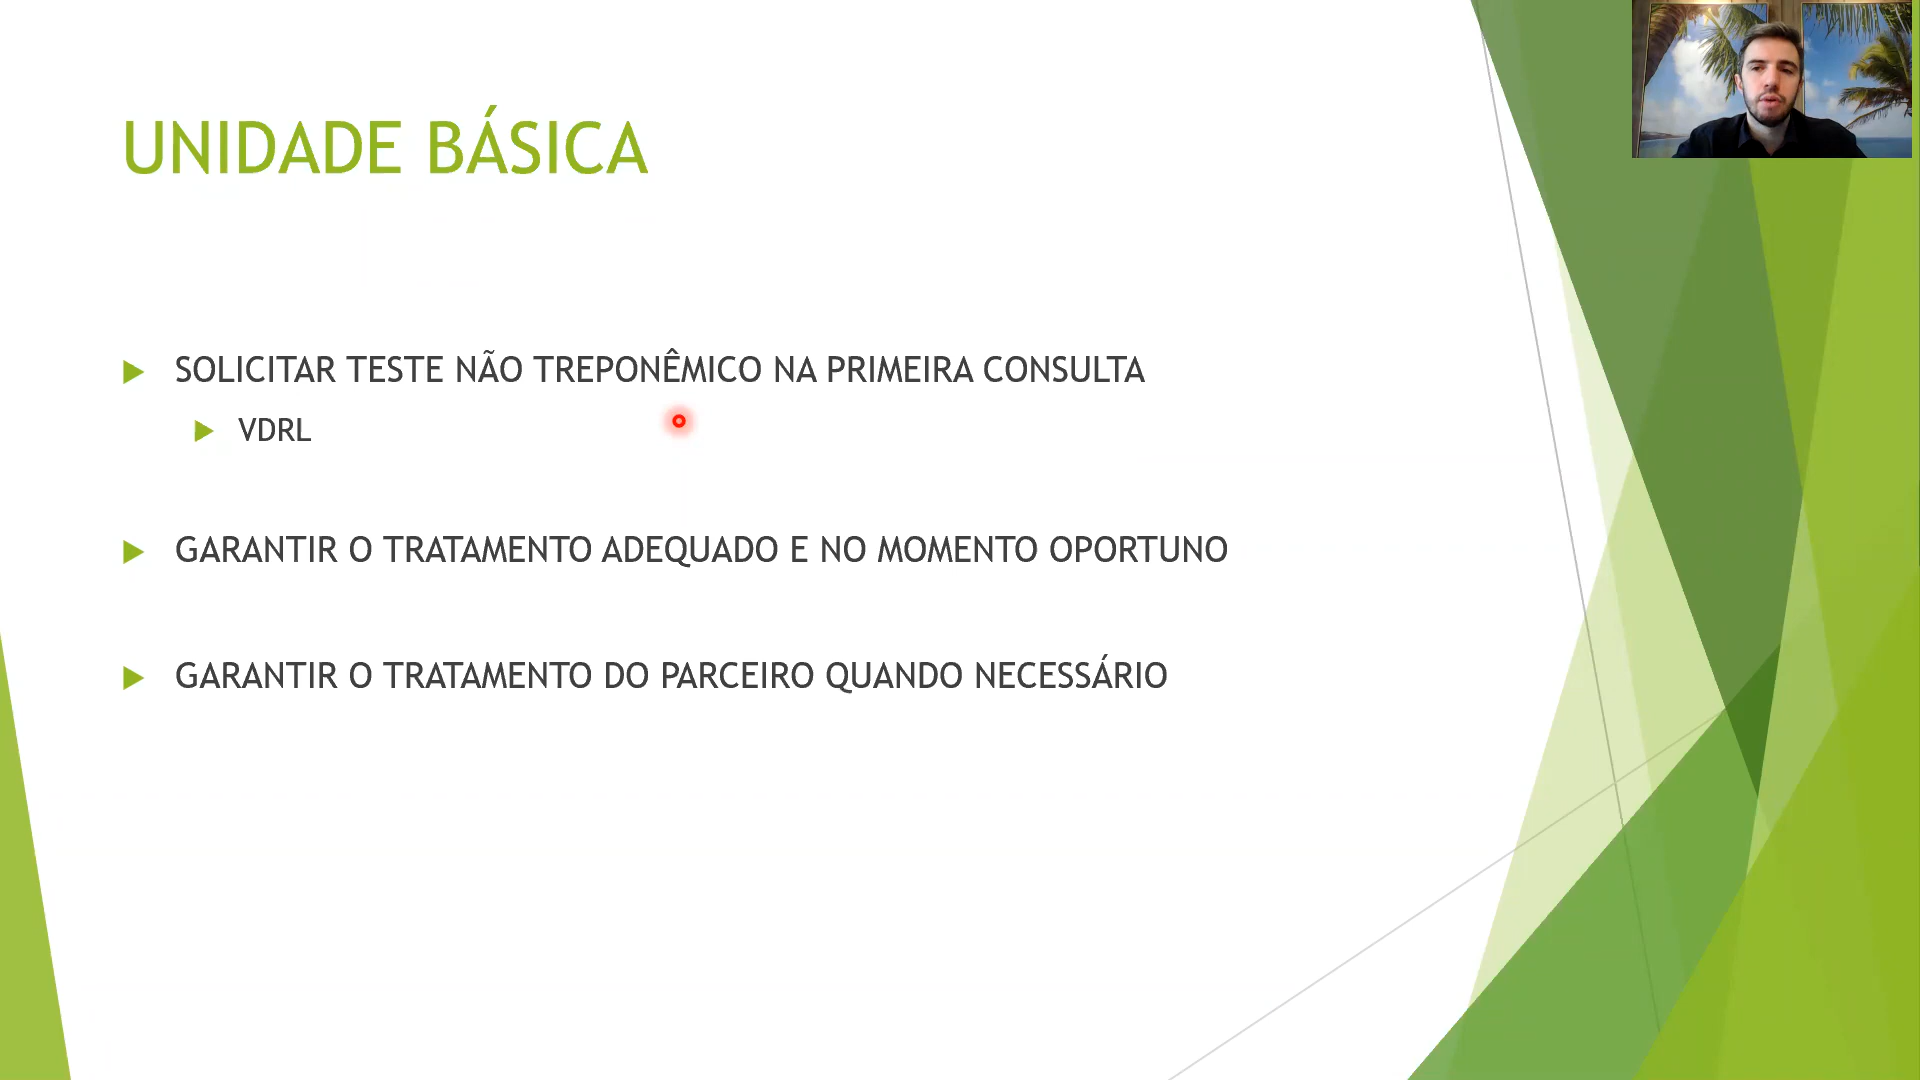 UNIDADE BÁSICA
SOLICITAR TESTE NÃO TREPONÊMICO NA PRIMEIRA CONSULTA
VDRL
GARANTIR O TRATAMENTO ADEQUADO E NO MOMENTO OPORTUNO
GARANTIR O TRATAMENTO DO PARCEIRO QUANDO NECESSÁRIO